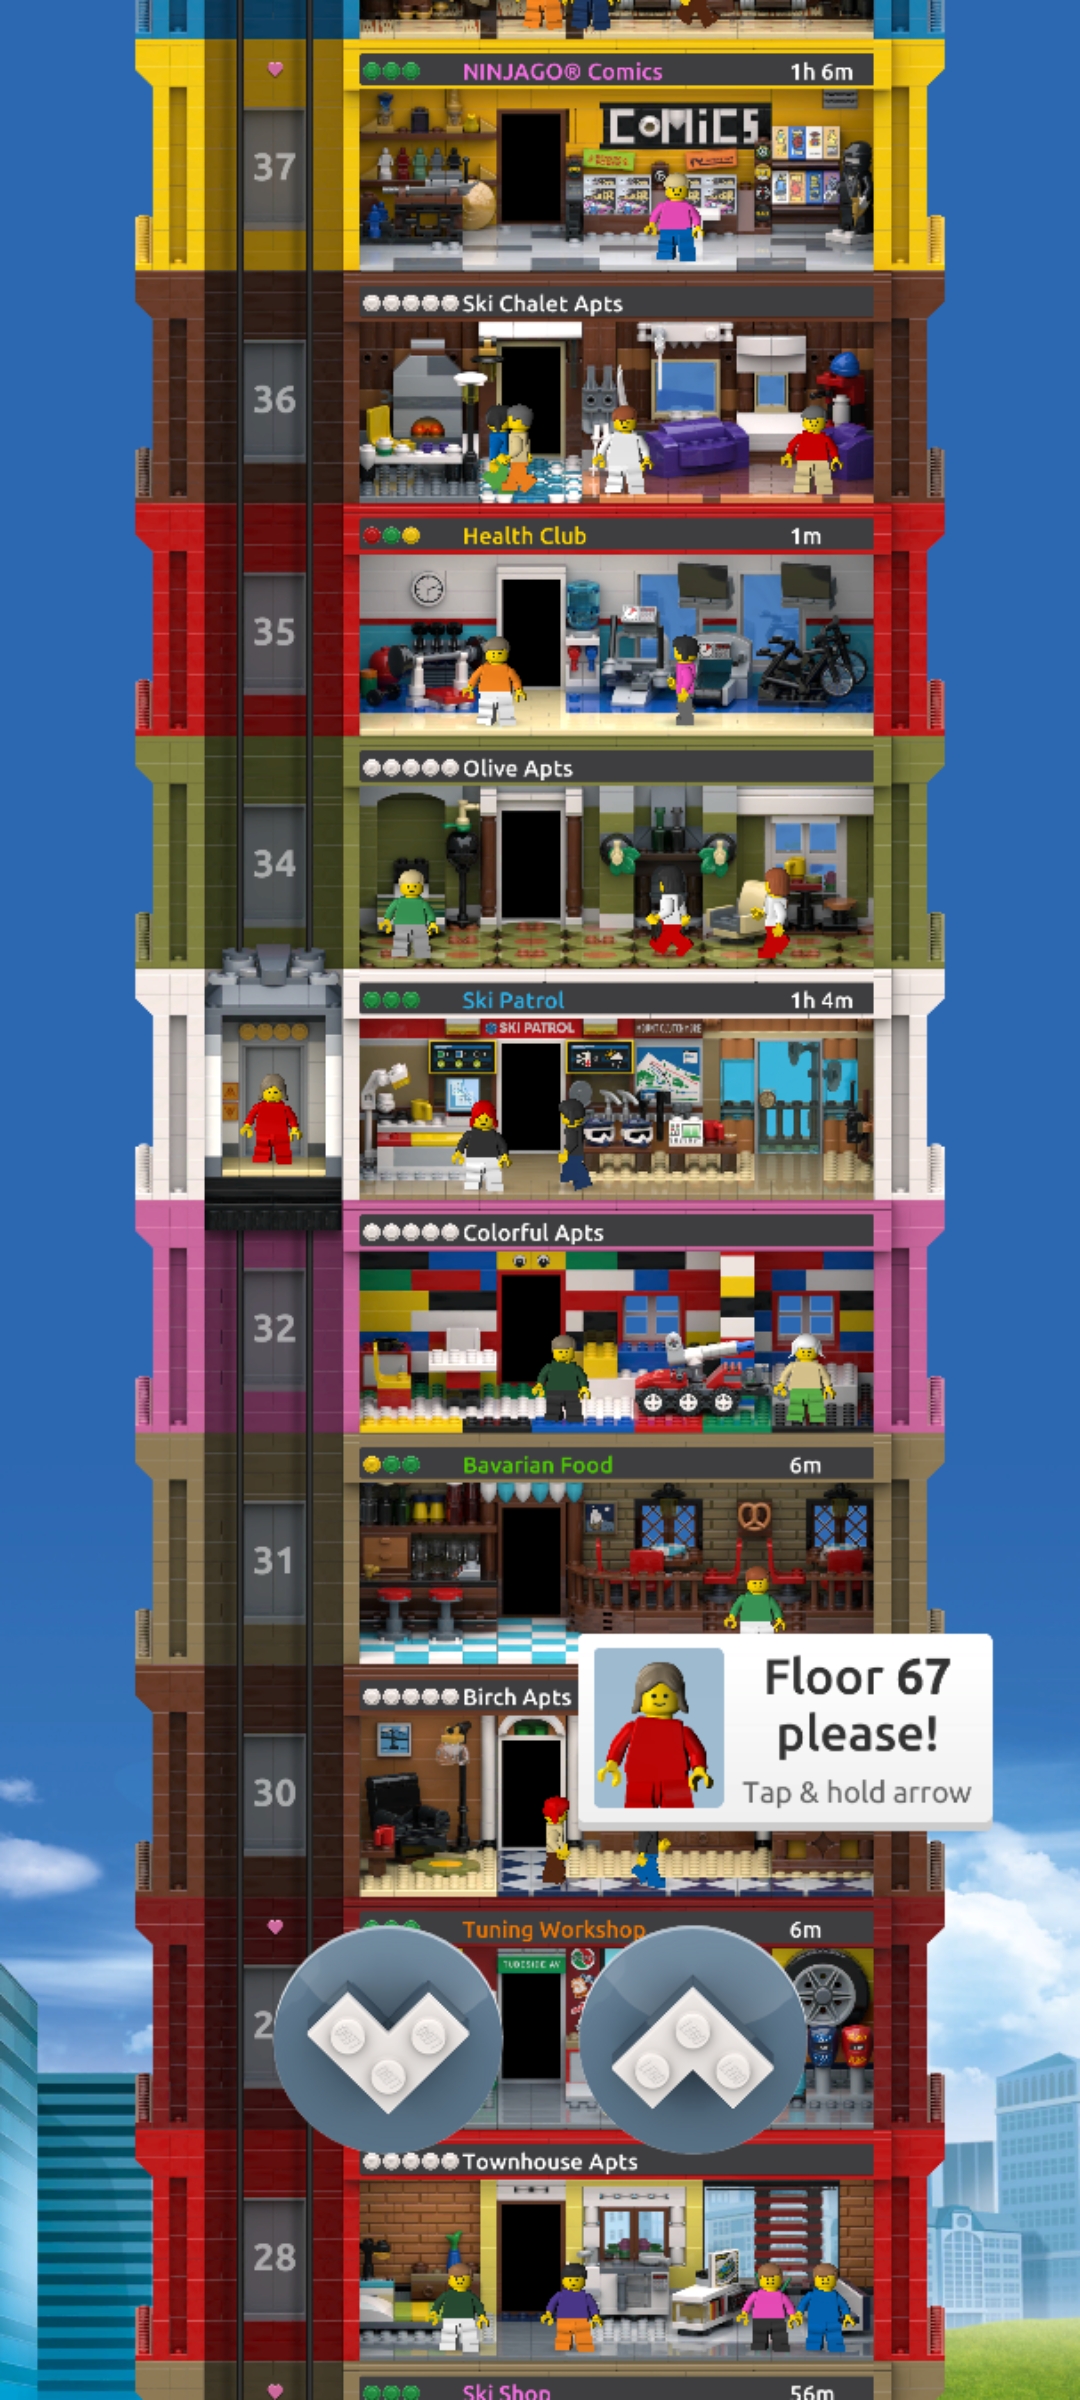 NINJAGO® Comics 1h 6m
COMiCS
37
Ski Chalet Apts
36
Health Club 1m
35
Olive Apts
34
Ski Patrol 1h 4m
SKI PATROL
Colorful Apts
32
Bavarian Food 6m
31
Floor 67
please!
Tap & hold arrow
Birch Apts
30
Tuning Workshop 6m
2
Townhouse Apts
28
Ski Shop 56m